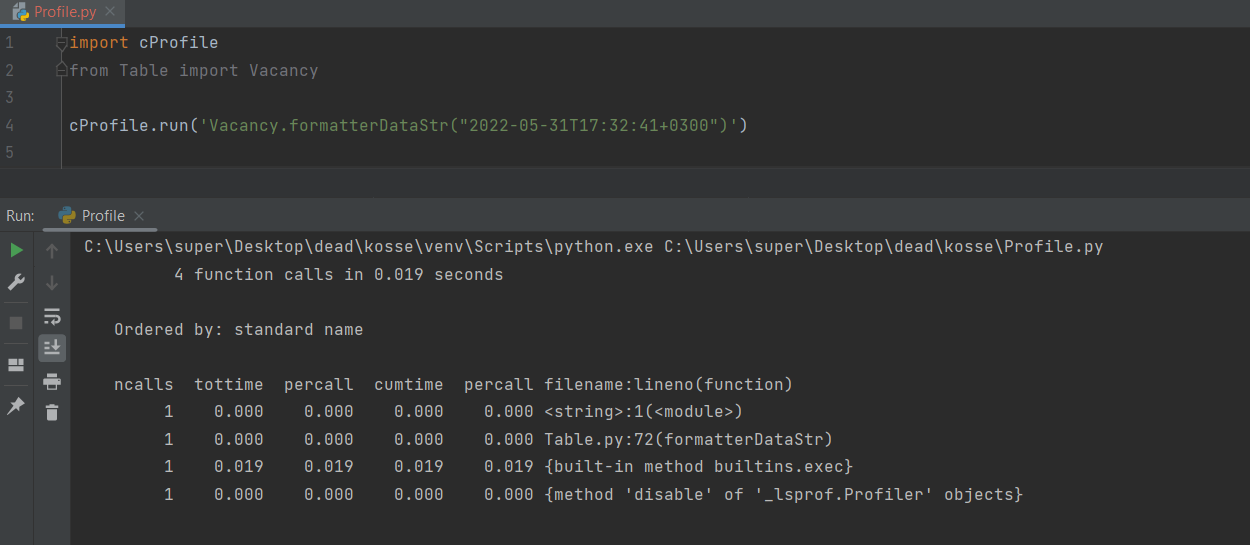 Profile.py
1 import cProfile
2 from Table import Vacancy
3
4 cProfile.run('Vacancy.formatterDataStr("2022-05-31T17:32:41+0300")')
5
Run: Profile
C:\Users\super\Desktop\dead\kosse\venv\Scripts\python.exe C:\Users\super\Desktop\dead\kosse\Profile.py
4 function calls in 0.019 seconds
Ordered by: standard name
ncalls tottime percall cumtime percall filename:lineno(function)
1 0.000 0.000 0.000 0.000 <string>:1(<module>)
1 0.000 0.000 0.000 0.000 Table.py:72(formatterDataStr)
1 0.019 0.019 0.019 0.019 {built-in method builtins.exec}
1 0.000 0.000 0.000 0.000 {method 'disable' of '_lsprof.Profiler' objects}